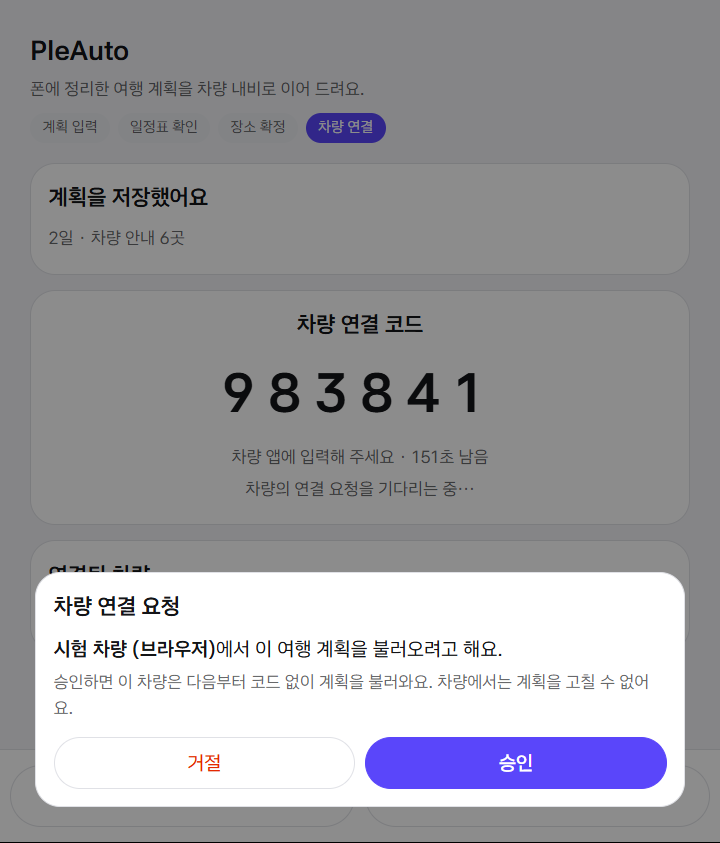 PleAuto
폰에 정리한 여행 계획을 차량 내비로 이어 드려요.
계획 입력 일정표 확인 장소 확정 차량 연결
계획을 저장했어요
2일 · 차량 안내 6곳
차량 연결 코드
983841
차량 앱에 입력해 주세요 · 151초 남음
차량의 연결 요청을 기다리는 중…
차량 연결 요청
시험 차량 (브라우저)에서 이 여행 계획을 불러오려고 해요.
승인하면 이 차량은 다음부터 코드 없이 계획을 불러와요. 차량에서는 계획을 고칠 수 없어
요.
거절 승인